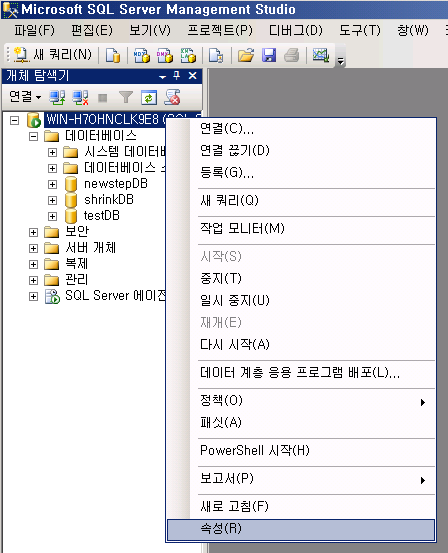 Microsoft SQL Server Management Studio
파일(F) 편집(E) 보기(V) 프로젝트(P) 디버그(D) 도구(T) 창(W)
새 쿼리(N)
개체 탐색기
연결
WIN-H7OHNCLK9E8 (SQL S
데이터베이스
시스템 데이터베
데이터베이스 스
newstepDB
shrinkDB
testDB
보안
서버 개체
복제
관리
SQL Server 에이전
연결(C)...
연결 끊기(D)
등록(G)...
새 쿼리(Q)
작업 모니터(M)
시작(S)
중지(T)
일시 중지(U)
재개(E)
다시 시작(A)
데이터 계층 응용 프로그램 배포(L)...
정책(O)
패싯(A)
PowerShell 시작(H)
보고서(P)
새로 고침(F)
속성(R)